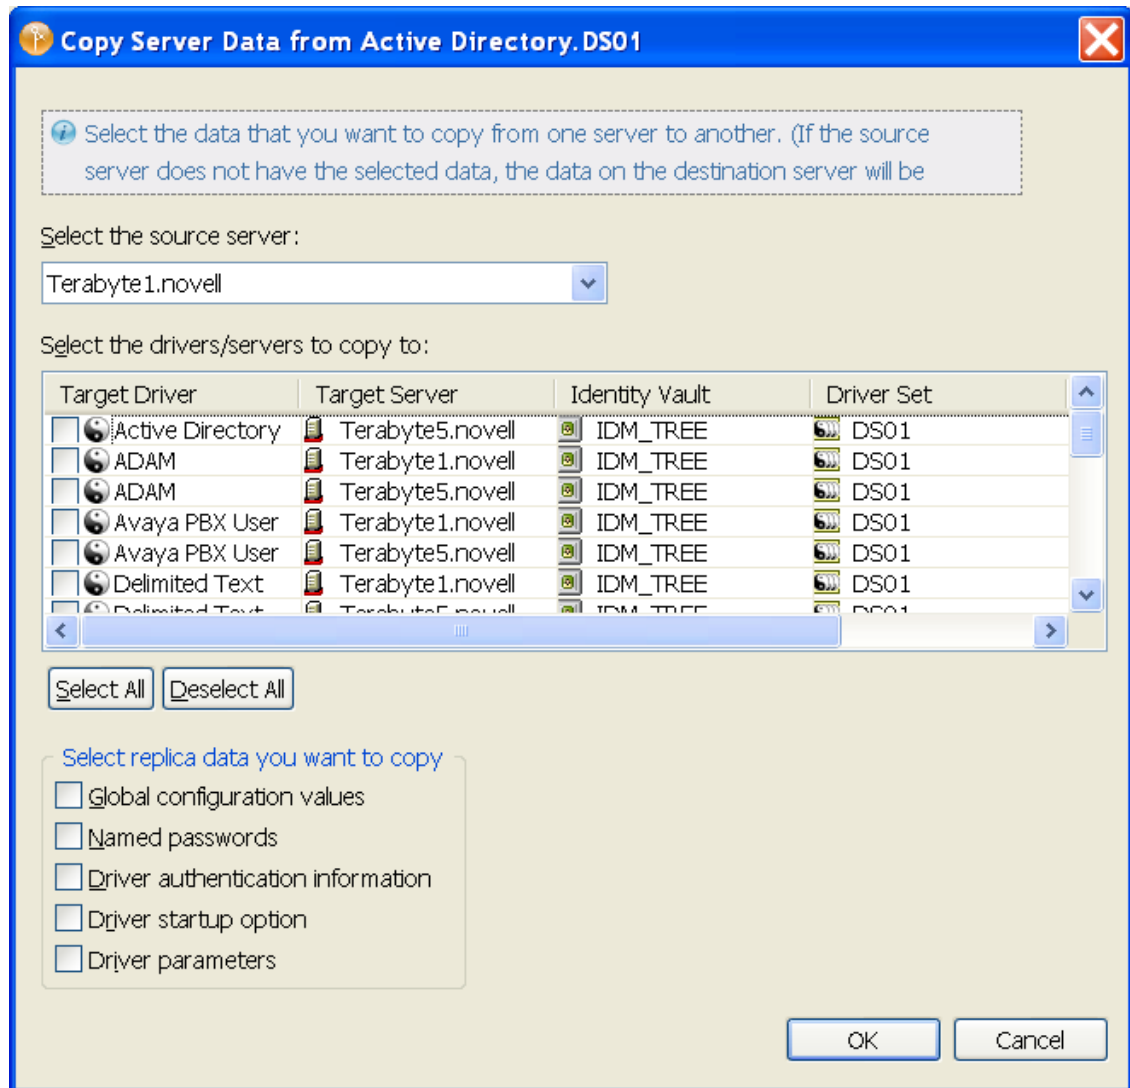 Copy Server Data from Active Directory.DS01
Select the data that you want to copy from one server to another. (If the source
server does not have the selected data, the data on the destination server will be
Select the source server:
Terabyte1.novell
Select the drivers/servers to copy to:
Target Driver Target Server Identity Vault Driver Set
Active Directory Terabyte5.novell IDM_TREE DS01
ADAM Terabyte1.novell IDM_TREE DS01
ADAM Terabyte5.novell IDM_TREE DS01
Avaya PBX User Terabyte1.novell IDM_TREE DS01
Avaya PBX User Terabyte5.novell IDM_TREE DS01
Delimited Text Terabyte1.novell IDM_TREE DS01
Delimited Text Terabyte5.novell IDM_TREE DS01
Select All Deselect All
Select replica data you want to copy
Global configuration values
Named passwords
Driver authentication information
Driver startup option
Driver parameters
OK Cancel